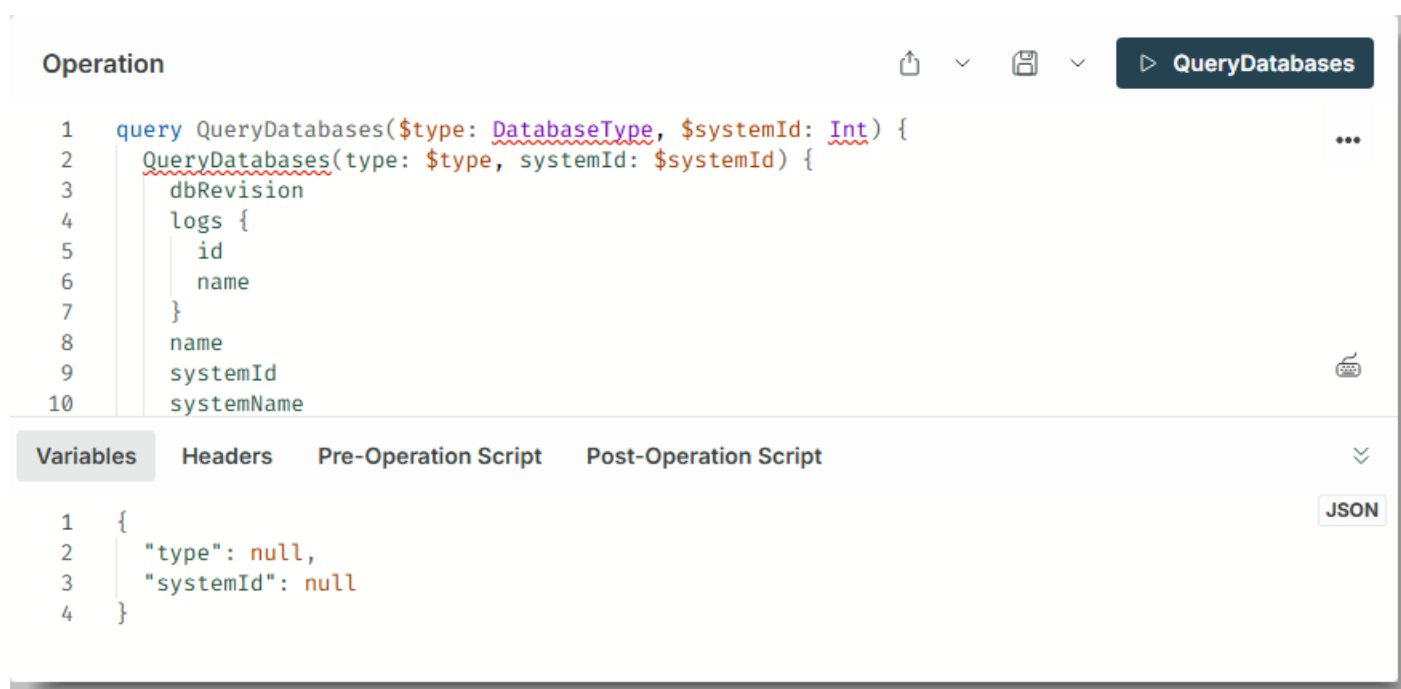 Operation
QueryDatabases
1 query QueryDatabases($type: DatabaseType, $systemId: Int) {
2 QueryDatabases(type: $type, systemId: $systemId) {
3 dbRevision
4 logs {
5 id
6 name
7 }
8 name
9 systemId
10 systemName
Variables Headers Pre-Operation Script Post-Operation Script
JSON
1 {
2 "type": null,
3 "systemId": null
4 }